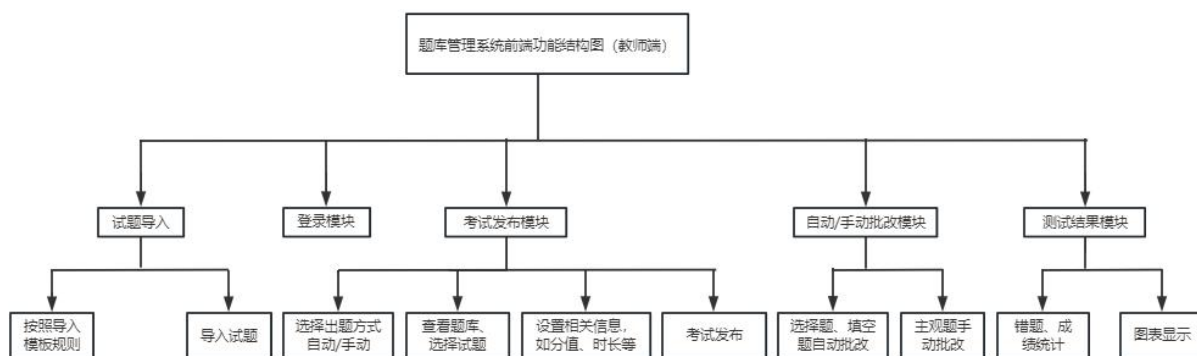 题库管理系统前端功能结构图（教师端）
试题导入
登录模块
考试发布模块
自动/手动批改模块
测试结果模块
按照导入
模板规则
导入试题
选择出题方式
自动/手动
查看题库、
选择试题
设置相关信息，
如分值、时长等
考试发布
选择题、填空
题自动批改
主观题手
动批改
错题、成
绩统计
图表显示